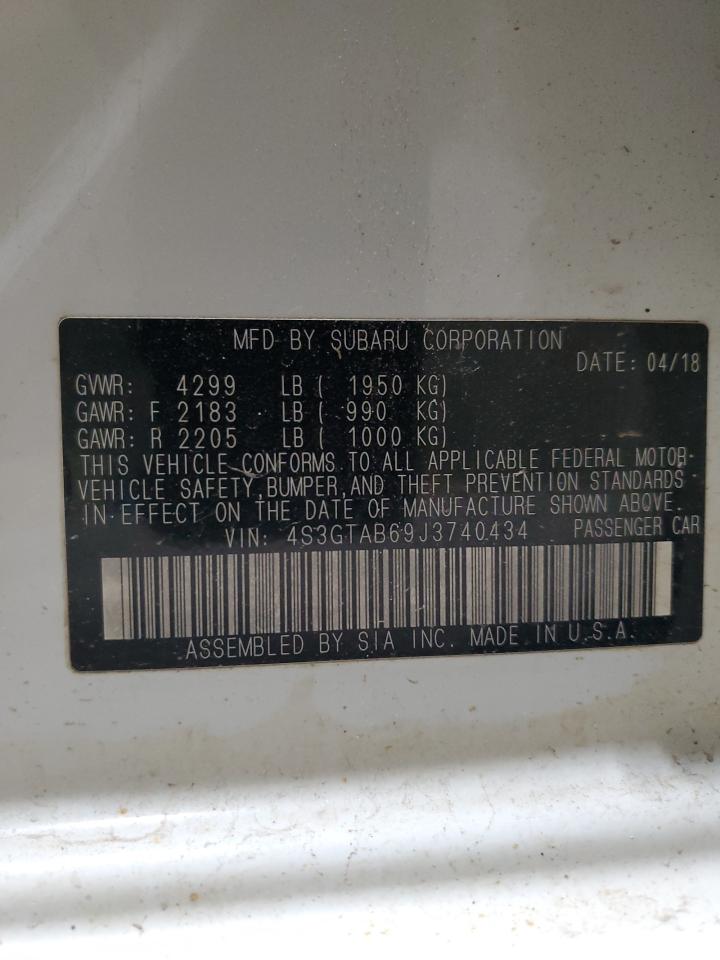 MFD BY SUBARU CORPORATION
DATE: 04/18
GVWR: 4299 LB ( 1950 KG)
GAWR: F 2183 LB ( 990 KG)
GAWR: R 2205 LB ( 1000 KG)
THIS VEHICLE CONFORMS TO ALL APPLICABLE FEDERAL MOTOR
VEHICLE SAFETY, BUMPER, AND THEFT PREVENTION STANDARDS
IN EFFECT ON THE DATE OF MANUFACTURE SHOWN ABOVE.
VIN: 4S3GTAB69J3740434 PASSENGER CAR
ASSEMBLED BY SIA INC. MADE IN U.S.A.